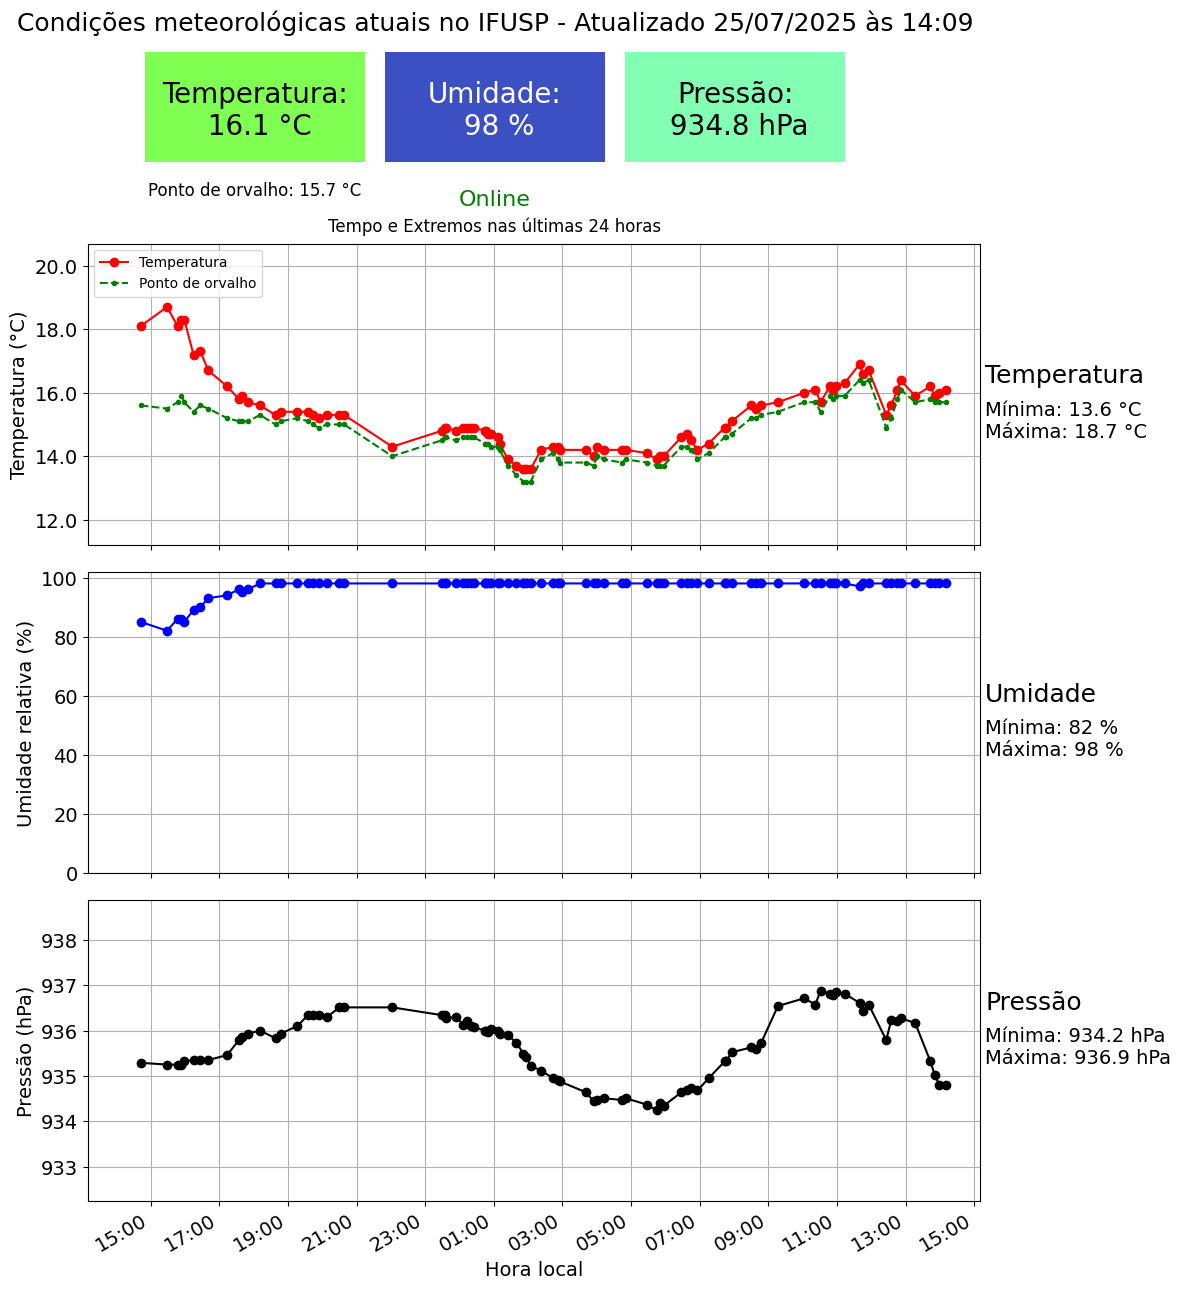 Condições meteorológicas atuais no IFUSP - Atualizado 25/07/2025 às 14:09
Temperatura:
16.1 °C
Umidade:
98 %
Pressão:
934.8 hPa
Ponto de orvalho: 15.7 °C
Online
Tempo e Extremos nas últimas 24 horas
Temperatura (°C)
20.0
18.0
16.0
14.0
12.0
Temperatura
Ponto de orvalho
Temperatura
Mínima: 13.6 °C
Máxima: 18.7 °C
Umidade relativa (%)
100
80
60
40
20
0
Umidade
Mínima: 82 %
Máxima: 98 %
Pressão (hPa)
938
937
936
935
934
933
Pressão
Mínima: 934.2 hPa
Máxima: 936.9 hPa
15:00 17:00 19:00 21:00 23:00 01:00 03:00 05:00 07:00 09:00 11:00 13:00 15:00
Hora local